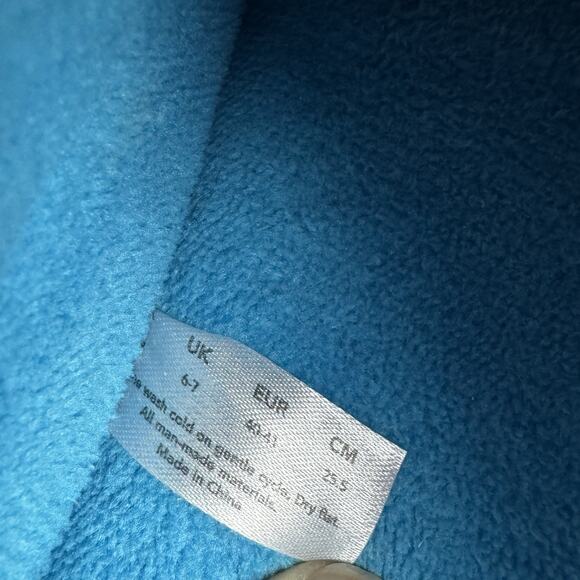 UK EUR CM
6-7 40-41 25.5
wash cold on gentle cycle. Dry flat.
All man-made materials.
Made in China